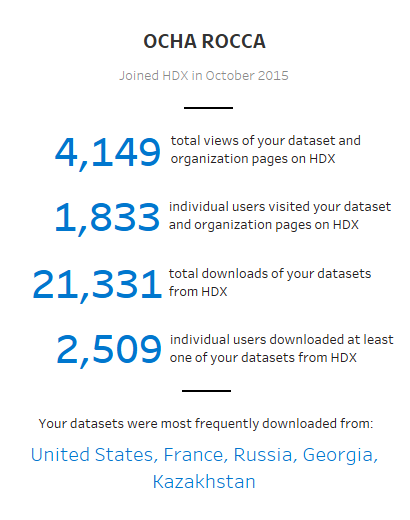 OCHA ROCCA
Joined HDX in October 2015
4,149 total views of your dataset and
organization pages on HDX
1,833 individual users visited your dataset
and organization pages on HDX
21,331 total downloads of your datasets
from HDX
2,509 individual users downloaded at least
one of your datasets from HDX
Your datasets were most frequently downloaded from:
United States, France, Russia, Georgia,
Kazakhstan